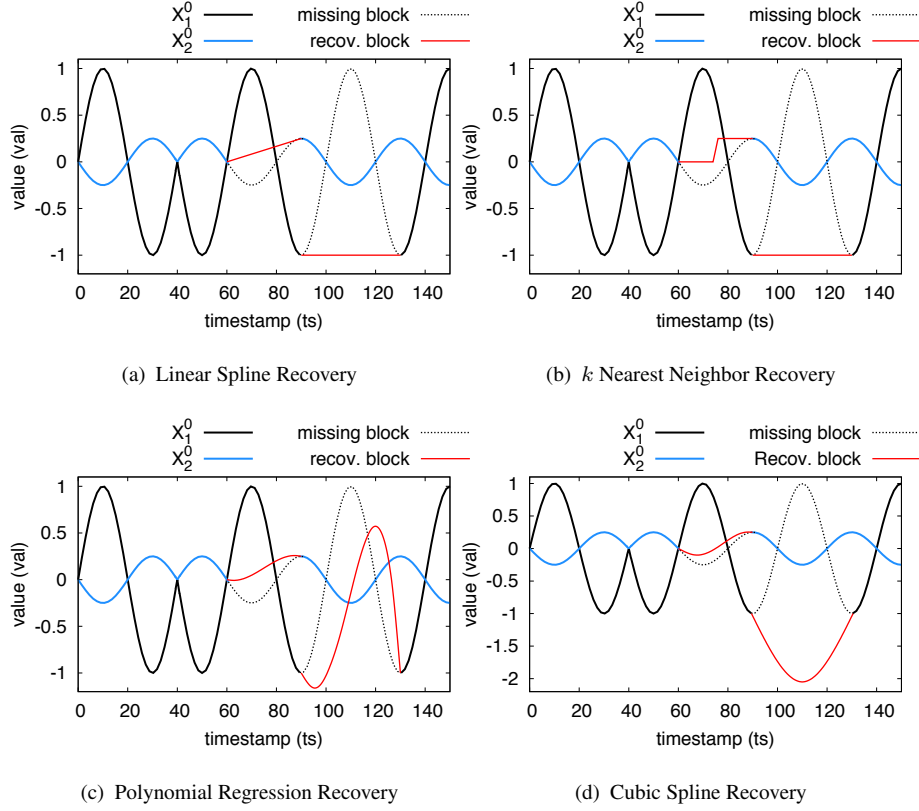 X₁⁰ missing block X₁⁰ missing block
X₂⁰ recov. block X₂⁰ recov. block
1 1
0.5 0.5
0 0
-0.5 -0.5
-1 -1
value (val) value (val)
0 20 40 60 80 100 120 140 0 20 40 60 80 100 120 140
timestamp (ts) timestamp (ts)
(a) Linear Spline Recovery (b) k Nearest Neighbor Recovery
X₁⁰ missing block X₁⁰ missing block
X₂⁰ recov. block X₂⁰ Recov. block
1 1
0.5 0.5
0 0
-0.5 -0.5
-1 -1
-1.5
-2
value (val) value (val)
0 20 40 60 80 100 120 140 0 20 40 60 80 100 120 140
timestamp (ts) timestamp (ts)
(c) Polynomial Regression Recovery (d) Cubic Spline Recovery